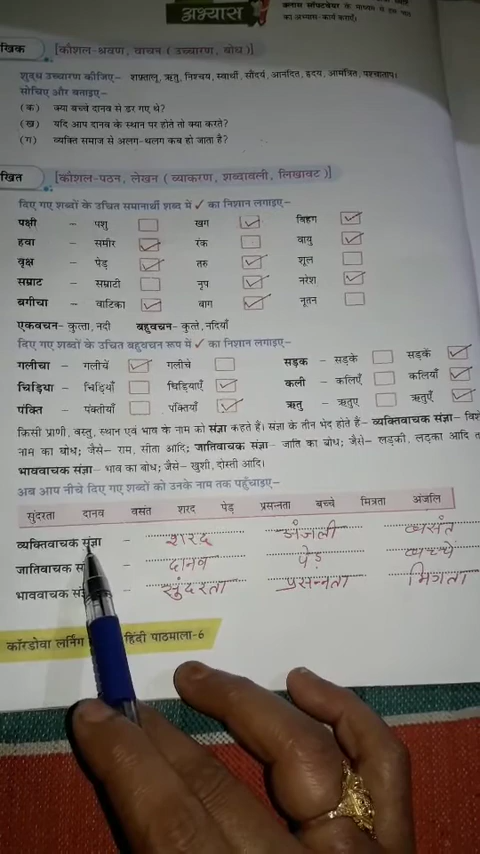 अभ्यास
का अभ्यास-कार्य कराएँ।
खिक [कौशल-श्रवण, वाचन (उच्चारण, बोध)]
शुद्ध उच्चारण कीजिए- शफ़्तालू, ऋतु, निश्चय, स्वार्थी, सौंदर्य, आनंदित, हृदय, आमंत्रित, पश्चाताप।
सोचिए और बताइए-
(क) क्या बच्चे दानव से डर गए थे?
(ख) यदि आप दानव के स्थान पर होते तो क्या करते?
(ग) व्यक्ति समाज से अलग-थलग कब हो जाता है?
खित [कौशल-पठन, लेखन (व्याकरण, शब्दावली, लिखावट)]
दिए गए शब्दों के उचित समानार्थी शब्द में ✓ का निशान लगाइए-
पक्षी - पशु खग ✓ विहग ✓
हवा - समीर ✓ रंक वायु ✓
वृक्ष - पेड़ ✓ तरु ✓ शूल
सम्राट - सम्राटो नृप ✓ नरेश ✓
बगीचा - वाटिका ✓ बाग ✓ नूतन
एकवचन- कुत्ता, नदी बहुवचन- कुत्ते, नदियाँ
दिए गए शब्दों के उचित बहुवचन रूप में ✓ का निशान लगाइए-
गलीचा - गलीचें ✓ गलीचे सड़क - सड़के सड़कें ✓
चिड़िया - चिड़ियाँ चिड़ियाएँ ✓ कली - कलिएँ कलियाँ ✓
पंक्ति - पंक्तीयाँ पंक्तियाँ ✓ ऋतु - ऋतुए ऋतुएँ ✓
किसी प्राणी, वस्तु, स्थान एवं भाव के नाम को संज्ञा कहते हैं। संज्ञा के तीन भेद होते हैं- व्यक्तिवाचक संज्ञा-
नाम का बोध; जैसे- राम, सीता आदि; जातिवाचक संज्ञा- जाति का बोध; जैसे- लड़की, लड़का आदि
भाववाचक संज्ञा- भाव का बोध; जैसे- खुशी, दोस्ती आदि।
अब आप नीचे दिए गए शब्दों को उनके नाम तक पहुँचाइए-
सुंदरता दानव वसंत शरद पेड़ प्रसन्नता बच्चे मित्रता अंजलि
व्यक्तिवाचक संज्ञा - शरद अंजली वसंत
जातिवाचक - दानव पेड़ बच्चे
भाववाचक - सुंदरता प्रसन्नता मित्रता
कॉरडोवा लर्निंग हिंदी पाठमाला-6